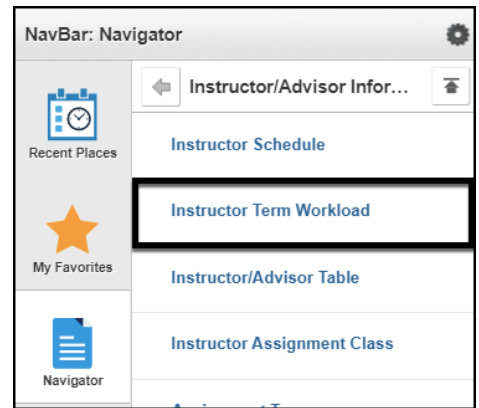 NavBar: Navigator
Instructor/Advisor Infor...
Recent Places
Instructor Schedule
Instructor Term Workload
My Favorites
Instructor/Advisor Table
Instructor Assignment Class
Navigator